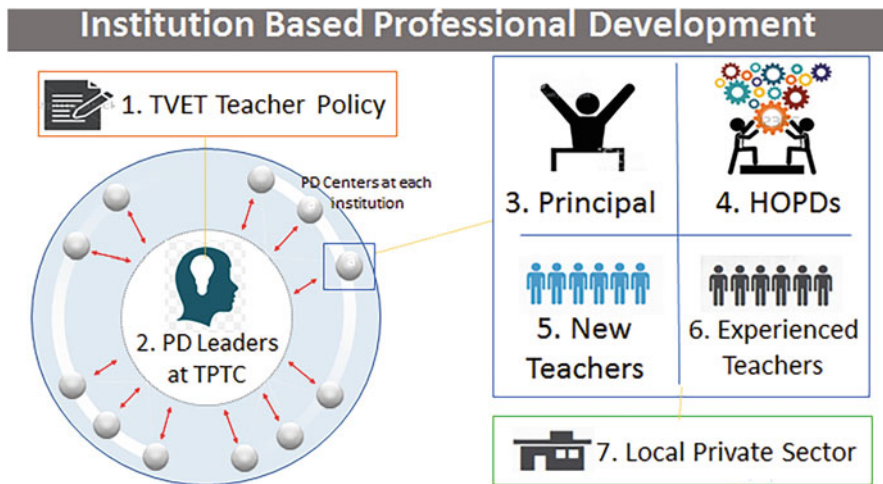 Institution Based Professional Development
1. TVET Teacher Policy
PD Centers at each
institution
2. PD Leaders
at TPTC
3. Principal
4. HOPDs
5. New
Teachers
6. Experienced
Teachers
7. Local Private Sector